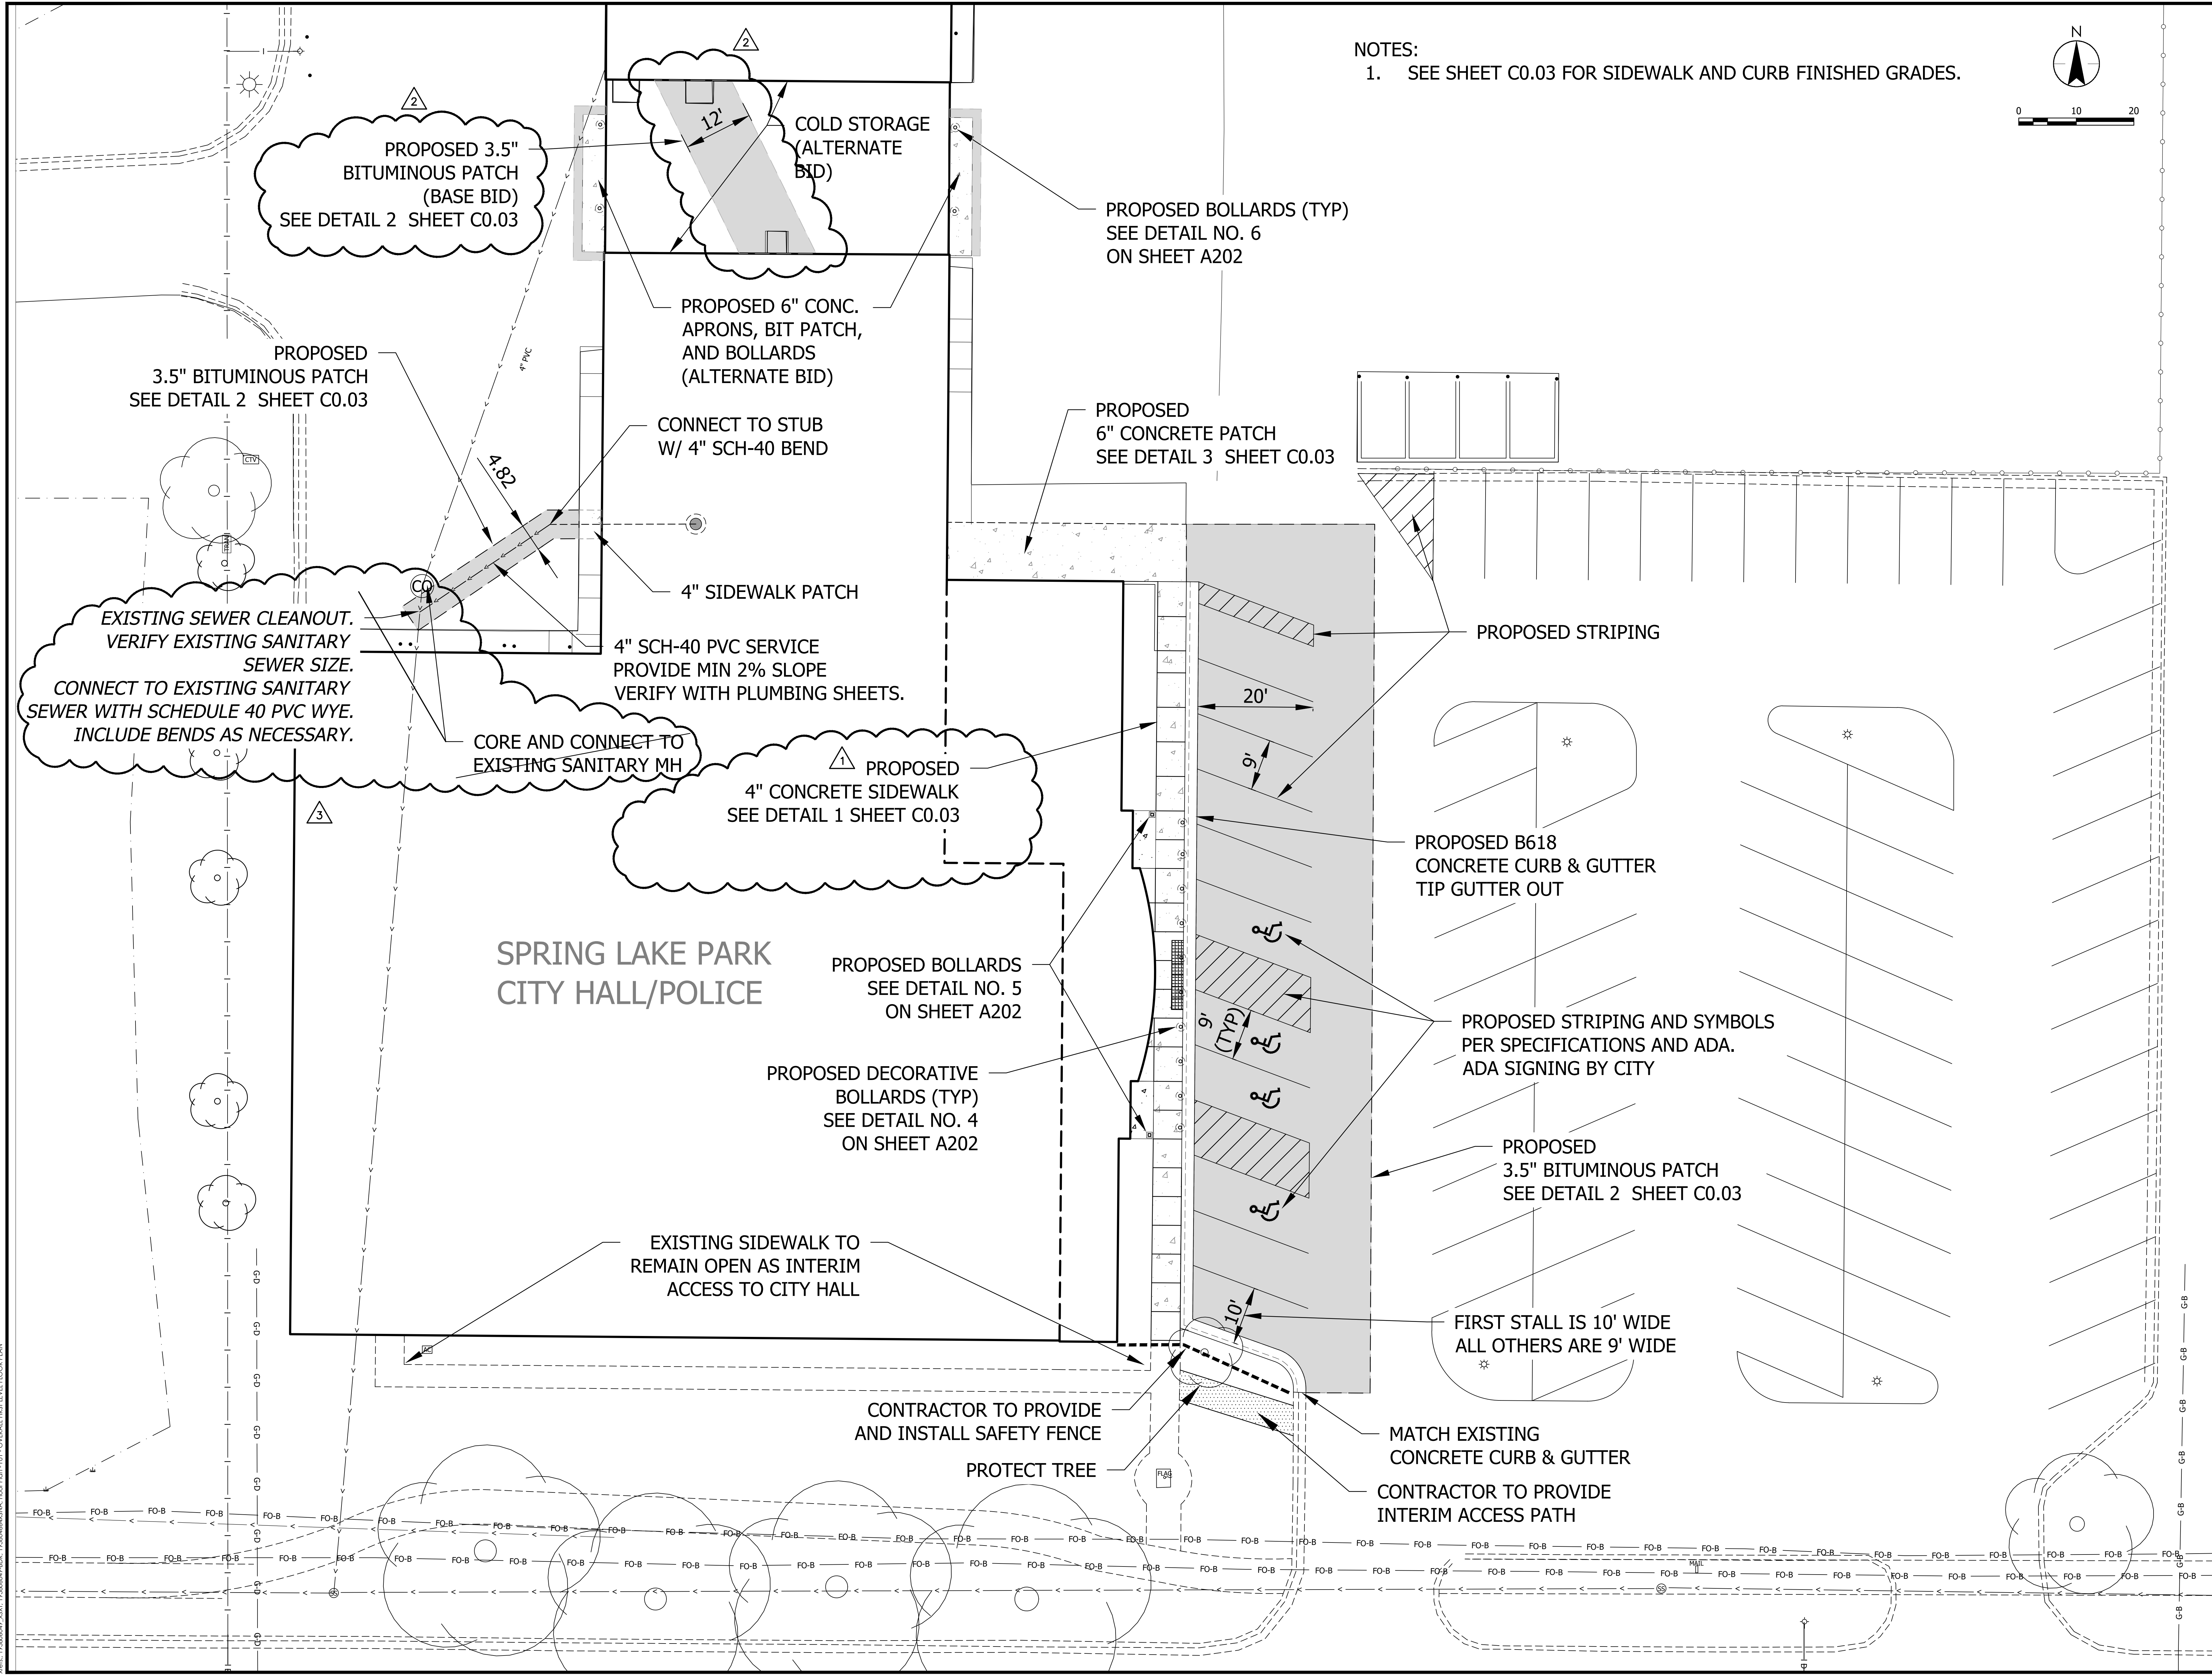 NOTES:
1. SEE SHEET C0.03 FOR SIDEWALK AND CURB FINISHED GRADES.
N
0 10 20
2
2
PROPOSED 3.5"
BITUMINOUS PATCH
(BASE BID)
SEE DETAIL 2 SHEET C0.03
12'
COLD STORAGE
(ALTERNATE
BID)
PROPOSED BOLLARDS (TYP)
SEE DETAIL NO. 6
ON SHEET A202
PROPOSED 6" CONC.
APRONS, BIT PATCH,
AND BOLLARDS
(ALTERNATE BID)
4" PVC
PROPOSED
3.5" BITUMINOUS PATCH
SEE DETAIL 2 SHEET C0.03
CONNECT TO STUB
W/ 4" SCH-40 BEND
PROPOSED
6" CONCRETE PATCH
SEE DETAIL 3 SHEET C0.03
4.82
CTV
TRAN
CO
4" SIDEWALK PATCH
EXISTING SEWER CLEANOUT.
VERIFY EXISTING SANITARY
SEWER SIZE.
CONNECT TO EXISTING SANITARY
SEWER WITH SCHEDULE 40 PVC WYE.
INCLUDE BENDS AS NECESSARY.
4" SCH-40 PVC SERVICE
PROVIDE MIN 2% SLOPE
VERIFY WITH PLUMBING SHEETS.
CORE AND CONNECT TO
EXISTING SANITARY MH
3
PROPOSED STRIPING
20'
9'
1
PROPOSED
4" CONCRETE SIDEWALK
SEE DETAIL 1 SHEET C0.03
PROPOSED B618
CONCRETE CURB & GUTTER
TIP GUTTER OUT
SPRING LAKE PARK
CITY HALL/POLICE
PROPOSED BOLLARDS
SEE DETAIL NO. 5
ON SHEET A202
9'
(TYP)
PROPOSED STRIPING AND SYMBOLS
PER SPECIFICATIONS AND ADA.
ADA SIGNING BY CITY
PROPOSED DECORATIVE
BOLLARDS (TYP)
SEE DETAIL NO. 4
ON SHEET A202
PROPOSED
3.5" BITUMINOUS PATCH
SEE DETAIL 2 SHEET C0.03
EXISTING SIDEWALK TO
REMAIN OPEN AS INTERIM
ACCESS TO CITY HALL
10'
FIRST STALL IS 10' WIDE
ALL OTHERS ARE 9' WIDE
AC
CONTRACTOR TO PROVIDE
AND INSTALL SAFETY FENCE
MATCH EXISTING
CONCRETE CURB & GUTTER
PROTECT TREE
FLAG
CONTRACTOR TO PROVIDE
INTERIM ACCESS PATH
G-D
G-B
FO-B
MAIL
SS
SS